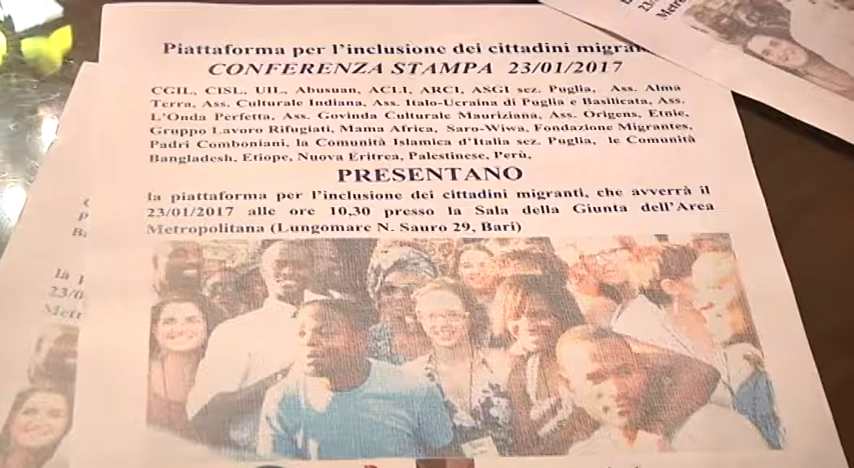 Piattaforma per l'inclusione dei cittadini migranti
CONFERENZA STAMPA 23/01/2017
CGIL, CISL, UIL, Abusuan, ACLI, ARCI, ASGI sez. Puglia, Ass. Alma
Terra, Ass. Culturale Indiana, Ass. Italo-Ucraina di Puglia e Basilicata, Ass.
L'Onda Perfetta, Ass. Govinda Culturale Mauriziana, Ass. Origens, Etnie,
Gruppo Lavoro Rifugiati, Mama Africa, Saro-Wiwa, Fondazione Migrantes,
Padri Comboniani, la Comunità Islamica d'Italia sez. Puglia, le Comunità
Bangladesh, Etiope, Nuova Eritrea, Palestinese, Perù,
PRESENTANO
la piattaforma per l'inclusione dei cittadini migranti, che avverrà il
23/01/2017 alle ore 10,30 presso la Sala della Giunta dell'Area
Metropolitana (Lungomare N. Sauro 29, Bari)